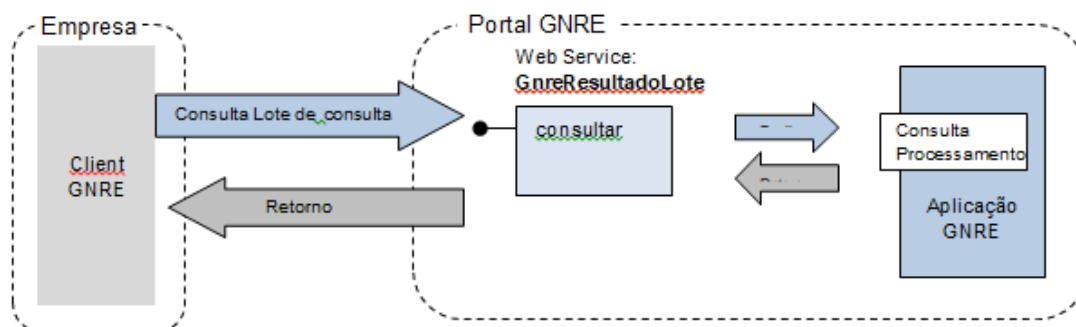 Empresa
Portal GNRE
Web Service:
GnreResultadoLote
Consulta Lote de consulta
consultar
Consulta
Processamento
Client
GNRE
Retorno
Aplicação
GNRE